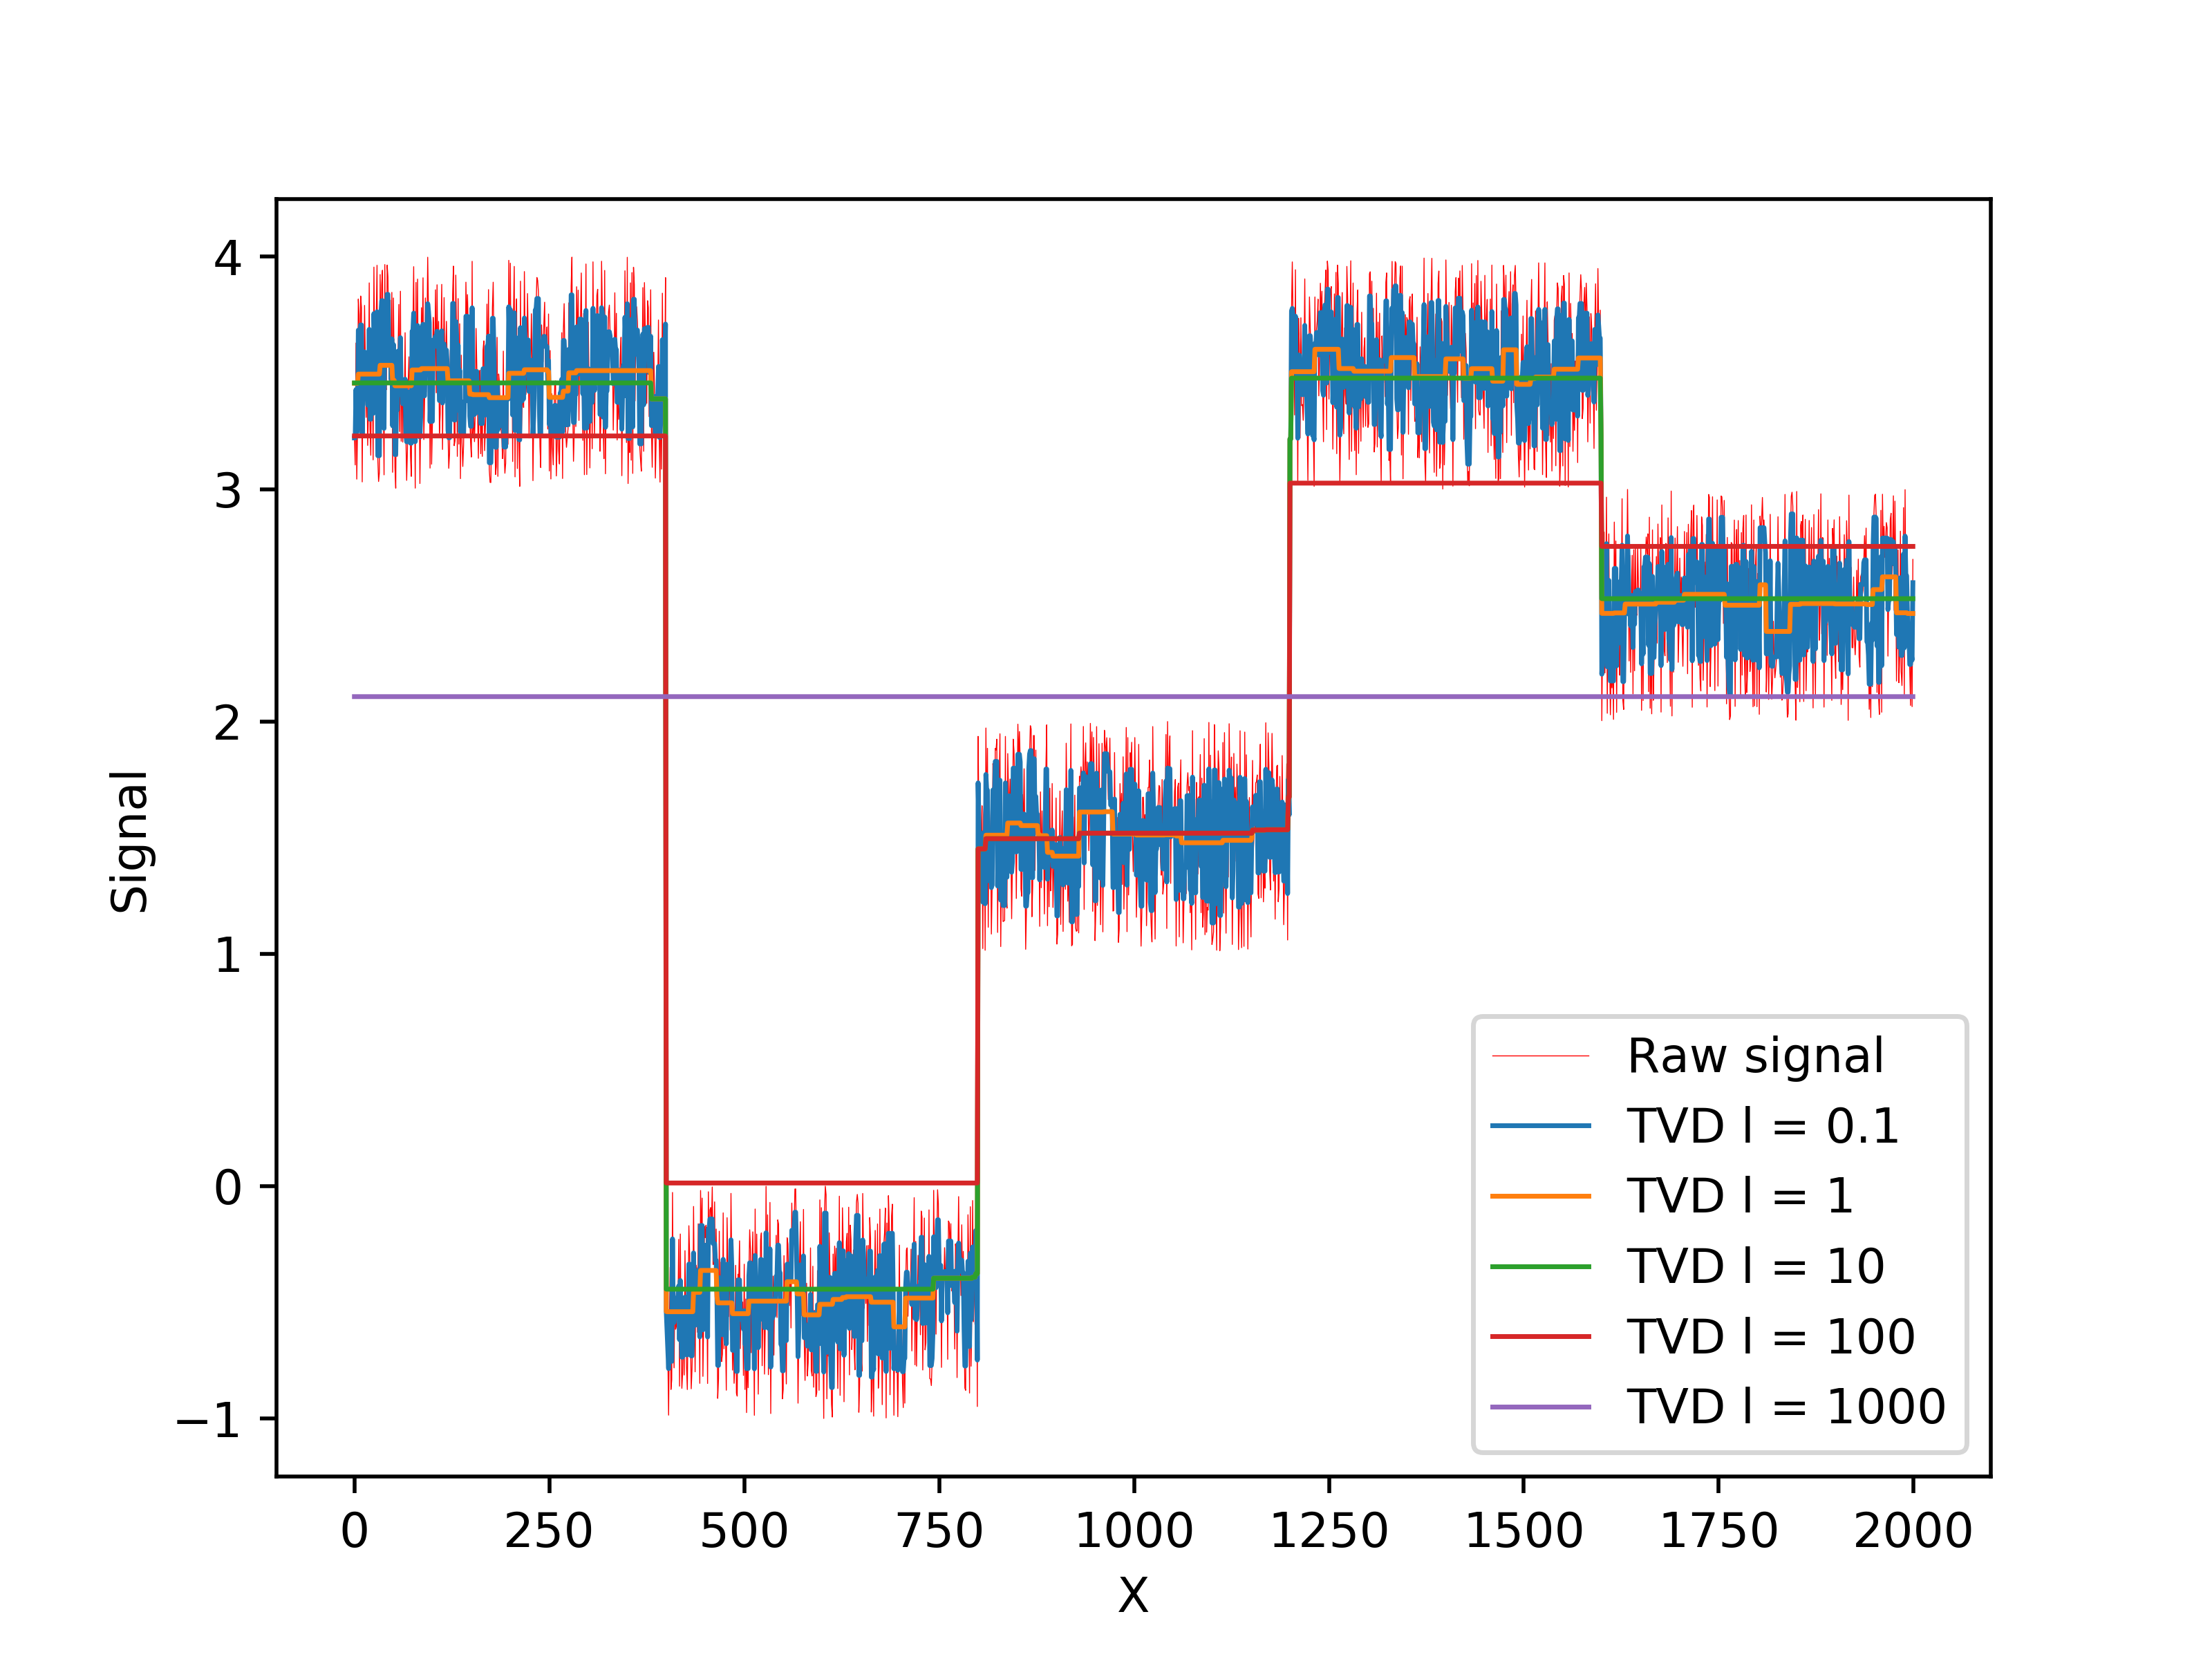 4
3
2
1
0
−1
Signal
0 250 500 750 1000 1250 1500 1750 2000
X
Raw signal
TVD l = 0.1
TVD l = 1
TVD l = 10
TVD l = 100
TVD l = 1000